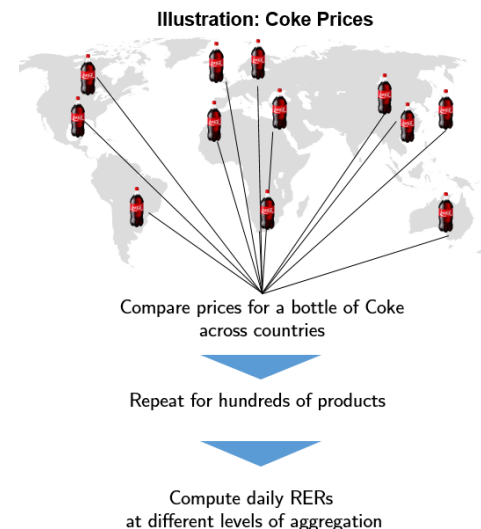 Illustration: Coke Prices
Compare prices for a bottle of Coke
across countries
Repeat for hundreds of products
Compute daily RERs
at different levels of aggregation